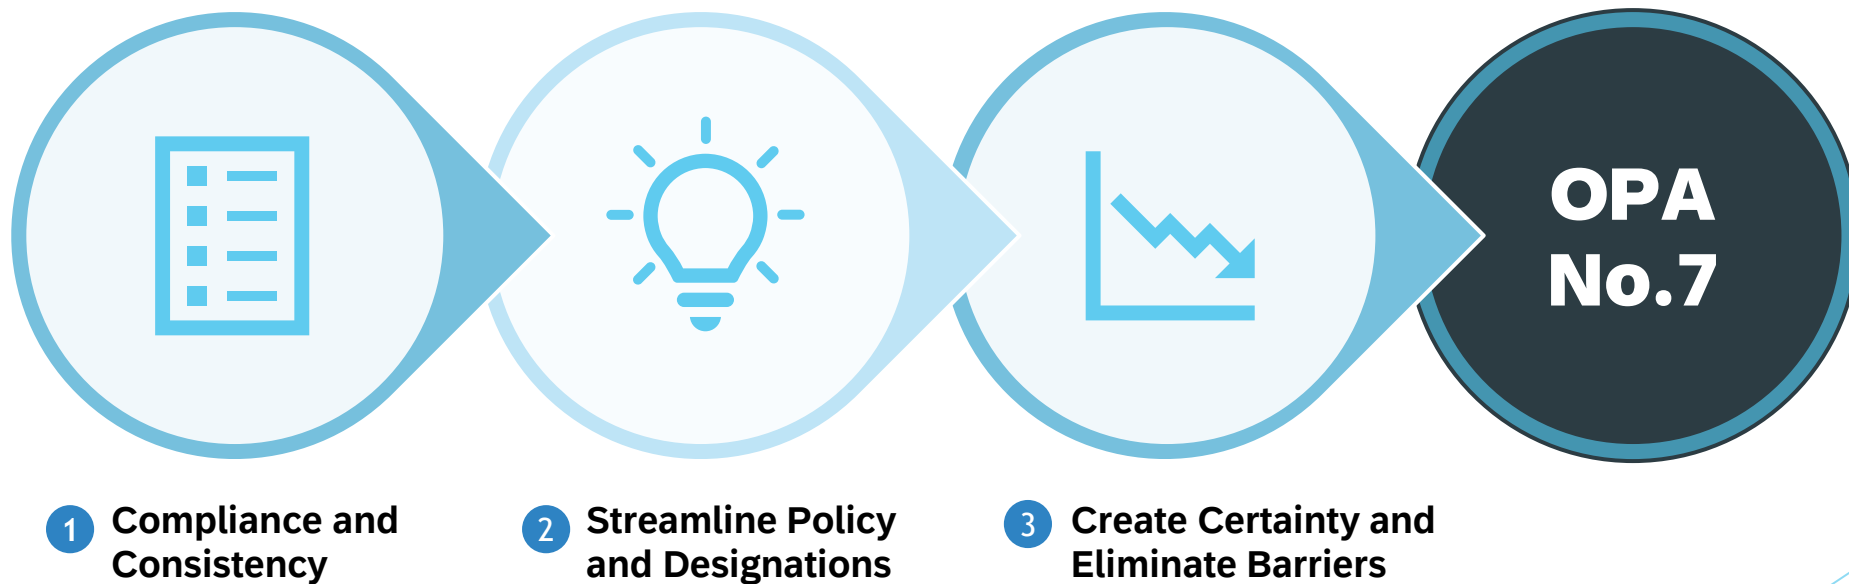 OPA
No.7
1 Compliance and
Consistency
2 Streamline Policy
and Designations
3 Create Certainty and
Eliminate Barriers